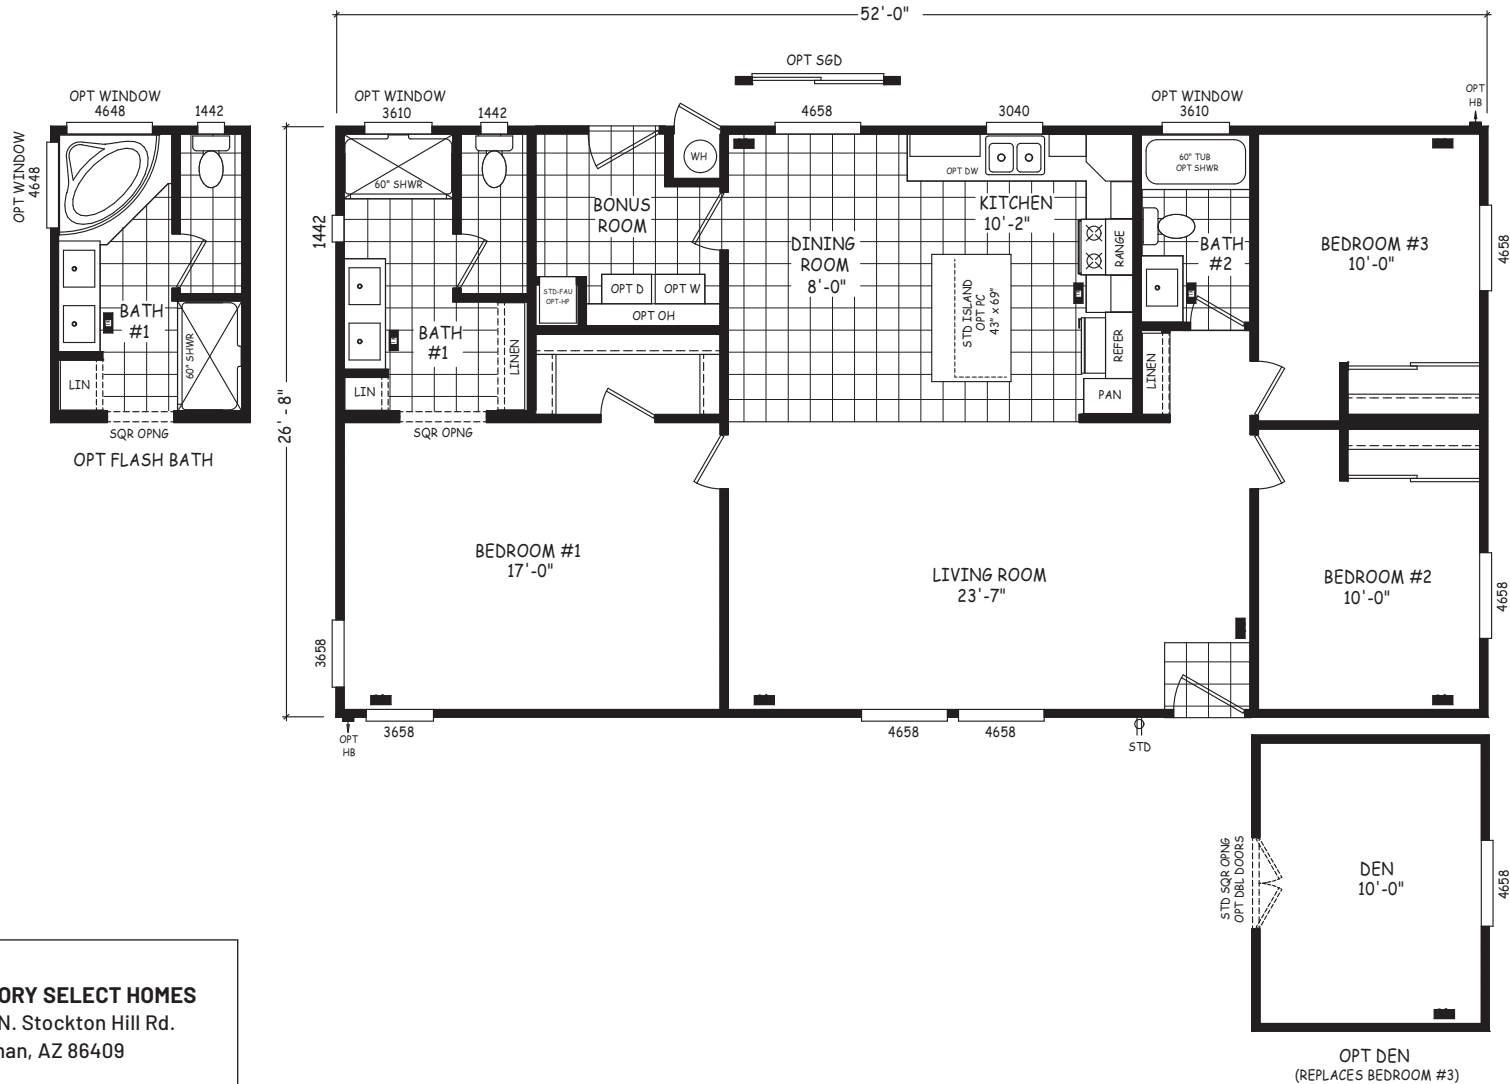 52'-0"
OPT SGD
OPT WINDOW
4648
1442
OPT WINDOW
3610
1442
4658
3040
OPT WINDOW
3610
OPT
HB
OPT WINDOW
4648
BATH
#1
60" SHWR
LIN
SQR OPNG
OPT FLASH BATH
26' - 8"
1442
60" SHWR
BATH
#1
LINEN
LIN
SQR OPNG
BONUS
ROOM
WH
STD-FAU
OPT-HP
OPT D
OPT W
OPT OH
DINING
ROOM
8'-0"
OPT DW
KITCHEN
10'-2"
STD ISLAND
OPT PC
43" x 69"
RANGE
REFER
PAN
60" TUB
OPT SHWR
BATH
#2
LINEN
BEDROOM #3
10'-0"
4658
BEDROOM #1
17'-0"
LIVING ROOM
23'-7"
BEDROOM #2
10'-0"
4658
3658
OPT
HB
3658
4658
4658
STD
STD SQR OPNG
OPT DBL DOORS
DEN
10'-0"
4658
OPT DEN
(REPLACES BEDROOM #3)
ORY SELECT HOMES
N. Stockton Hill Rd.
man, AZ 86409